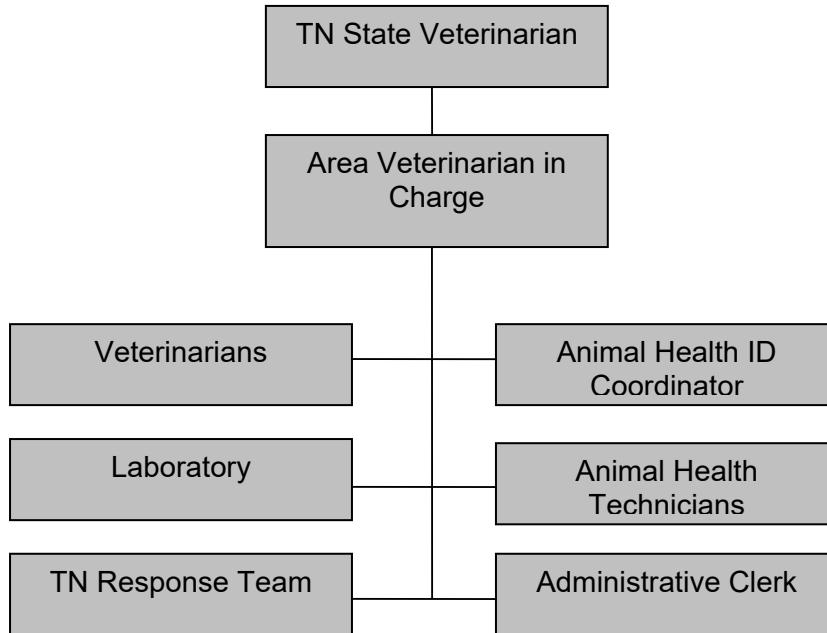 TN State Veterinarian
Area Veterinarian in
Charge
Veterinarians
Animal Health ID
Coordinator
Laboratory
Animal Health
Technicians
TN Response Team
Administrative Clerk